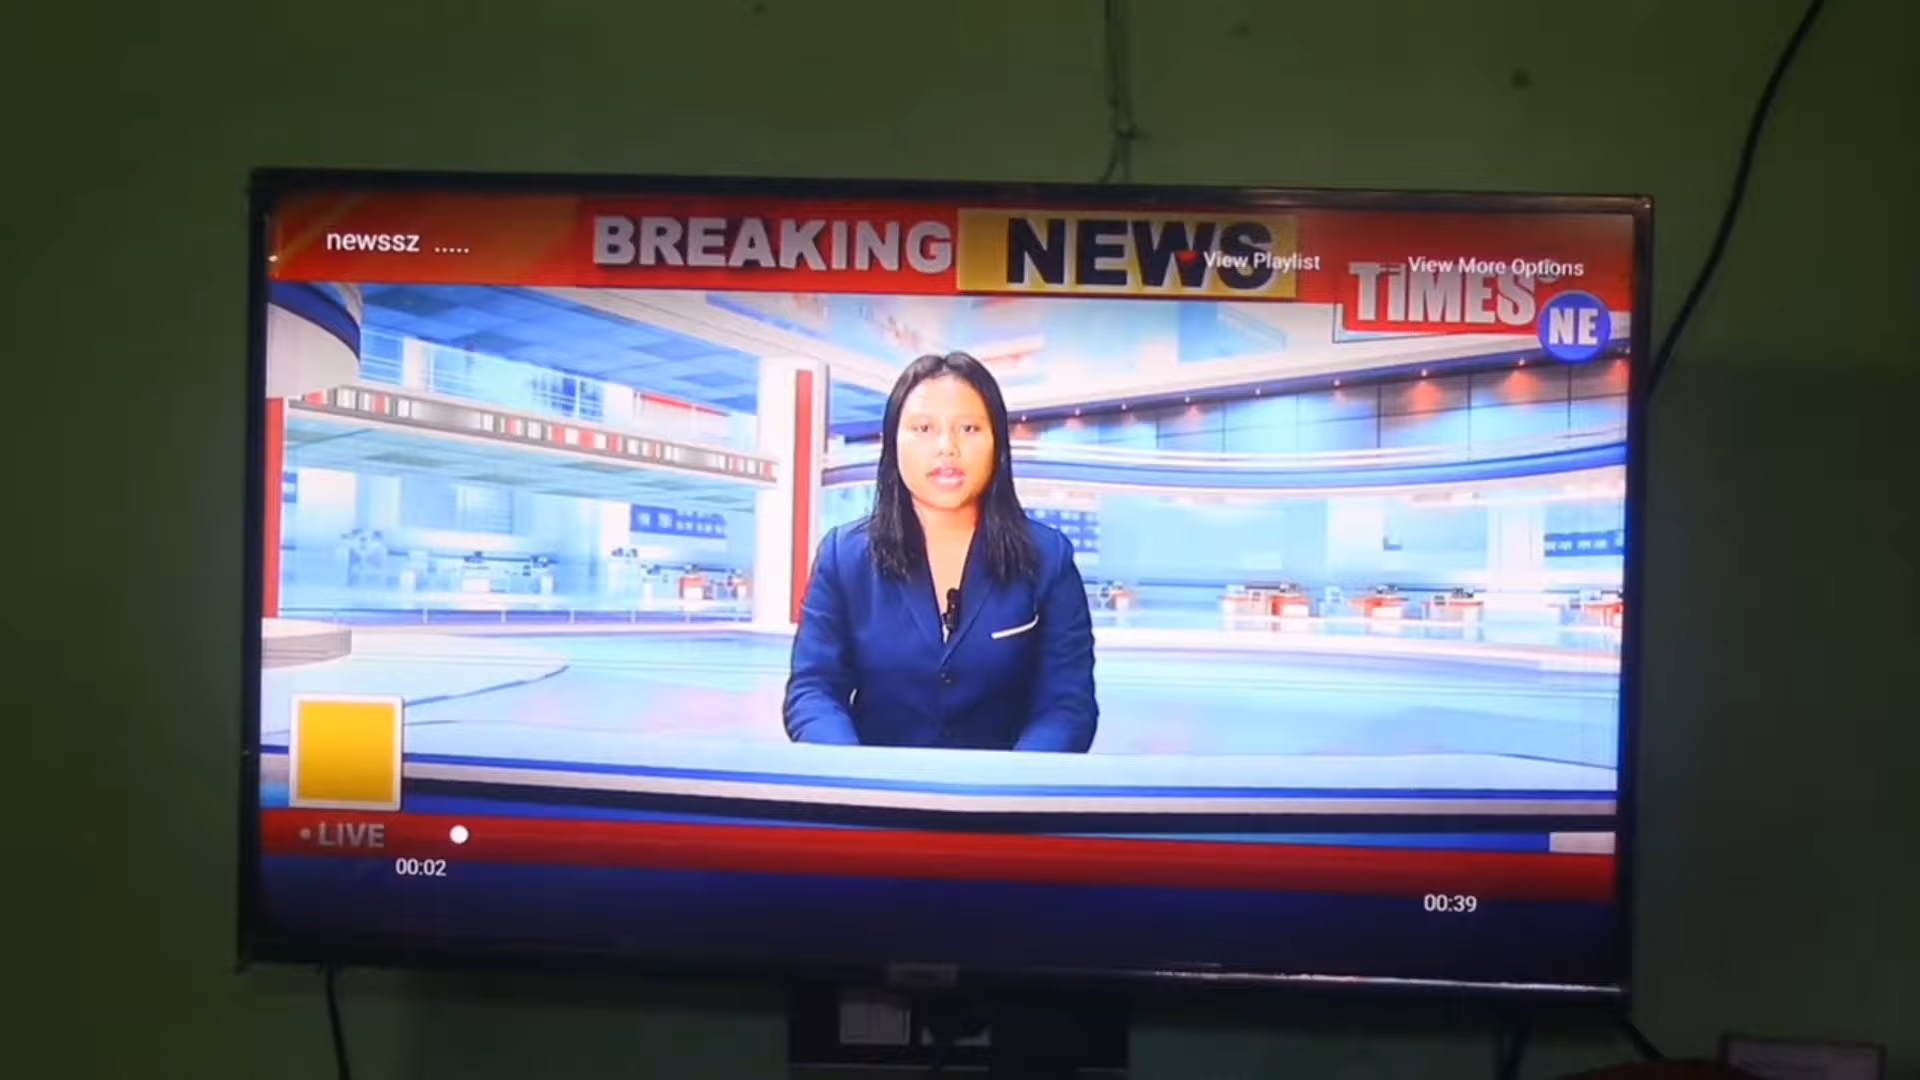 newssz .....
BREAKING NEWS
View Playlist
View More Options
TiMES
NE
• LIVE
00:02
00:39